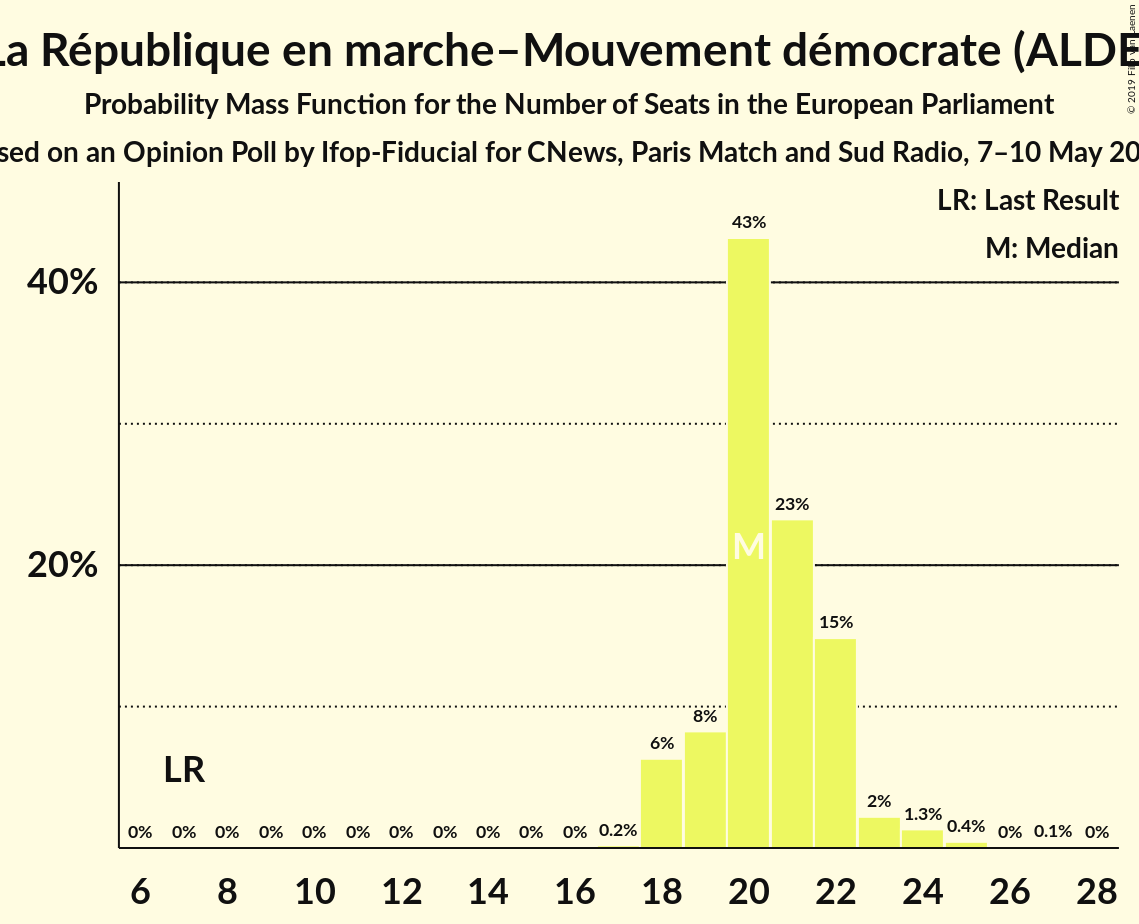 La République en marche–Mouvement démocrate (ALDE
Probability Mass Function for the Number of Seats in the European Parliament
sed on an Opinion Poll by Ifop-Fiducial for CNews, Paris Match and Sud Radio, 7–10 May 20
LR: Last Result
M: Median
40%
20%
43%
23%
15%
8%
6%
2%
1.3%
0.4%
0.2%
0.1%
M
LR
0% 0% 0% 0% 0% 0% 0% 0% 0% 0% 0% 0% 0%
6 8 10 12 14 16 18 20 22 24 26 28
© 2019